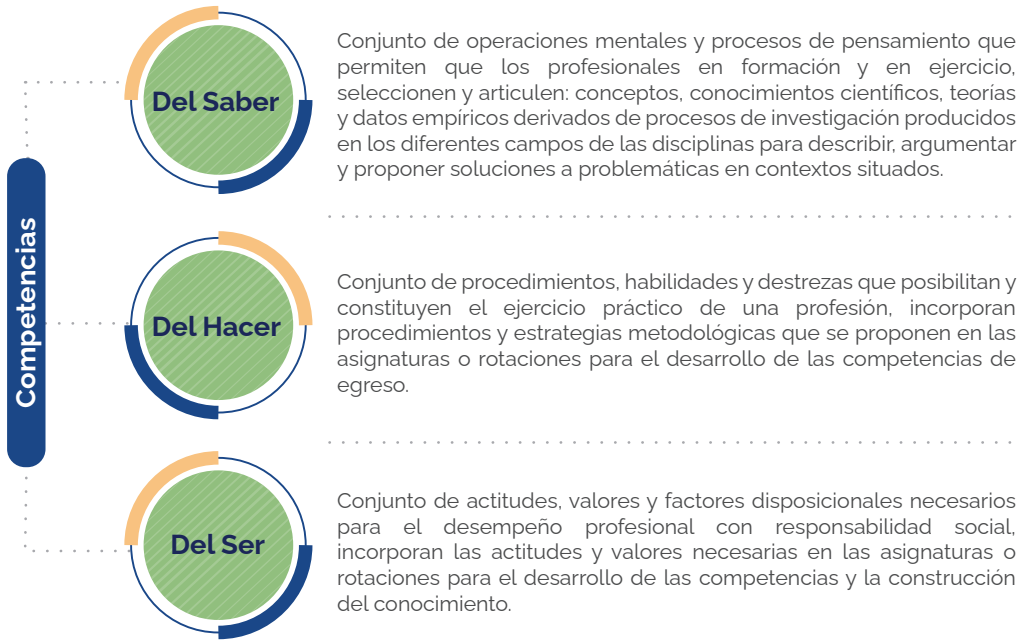 Competencias
Del Saber
Conjunto de operaciones mentales y procesos de pensamiento que
permiten que los profesionales en formación y en ejercicio,
seleccionen y articulen: conceptos, conocimientos científicos, teorías
y datos empíricos derivados de procesos de investigación producidos
en los diferentes campos de las disciplinas para describir, argumentar
y proponer soluciones a problemáticas en contextos situados.
Del Hacer
Conjunto de procedimientos, habilidades y destrezas que posibilitan y
constituyen el ejercicio práctico de una profesión, incorporan
procedimientos y estrategias metodológicas que se proponen en las
asignaturas o rotaciones para el desarrollo de las competencias de
egreso.
Del Ser
Conjunto de actitudes, valores y factores disposicionales necesarios
para el desempeño profesional con responsabilidad social,
incorporan las actitudes y valores necesarias en las asignaturas o
rotaciones para el desarrollo de las competencias y la construcción
del conocimiento.